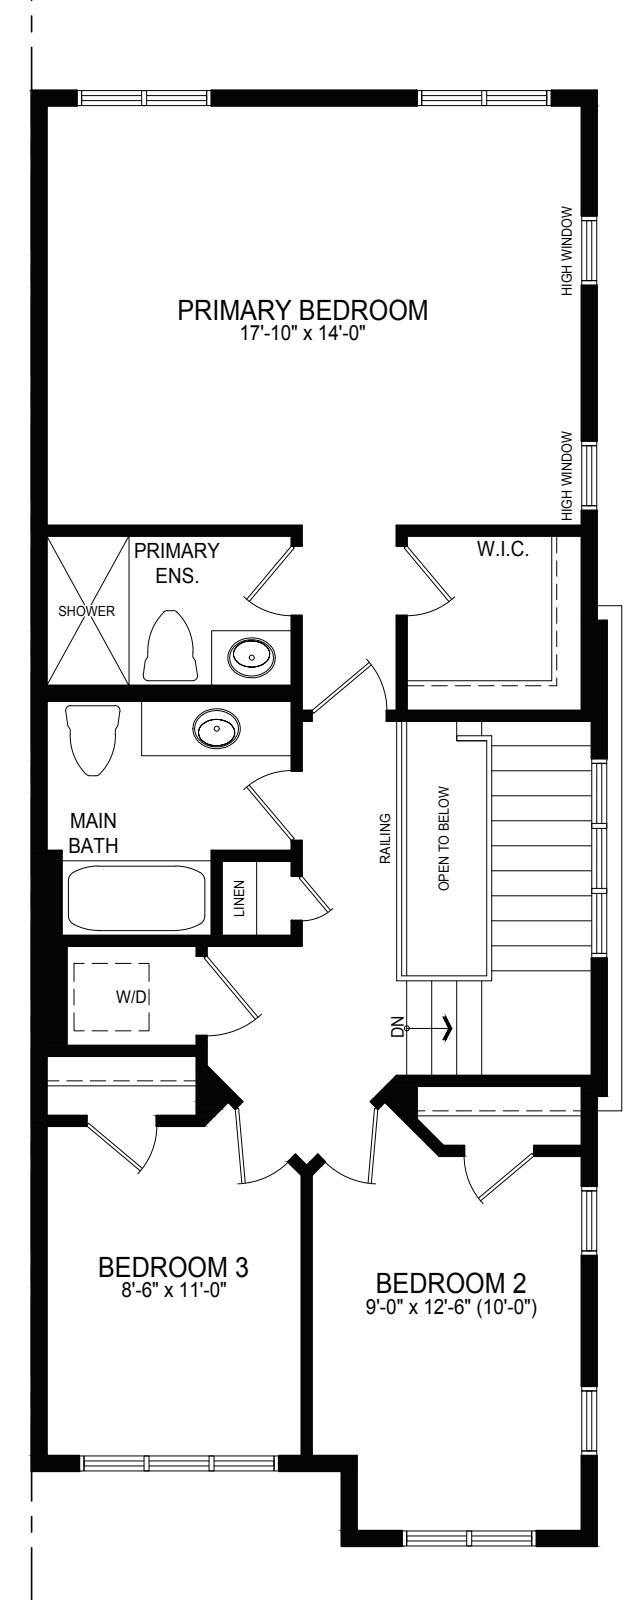 HIGH WINDOW
PRIMARY BEDROOM
17'-10" x 14'-0"
HIGH WINDOW
PRIMARY
ENS.
W.I.C.
SHOWER
MAIN
BATH
RAILING
OPEN TO BELOW
LINEN
W/D
DN
BEDROOM 3
8'-6" x 11'-0"
BEDROOM 2
9'-0" x 12'-6" (10'-0")